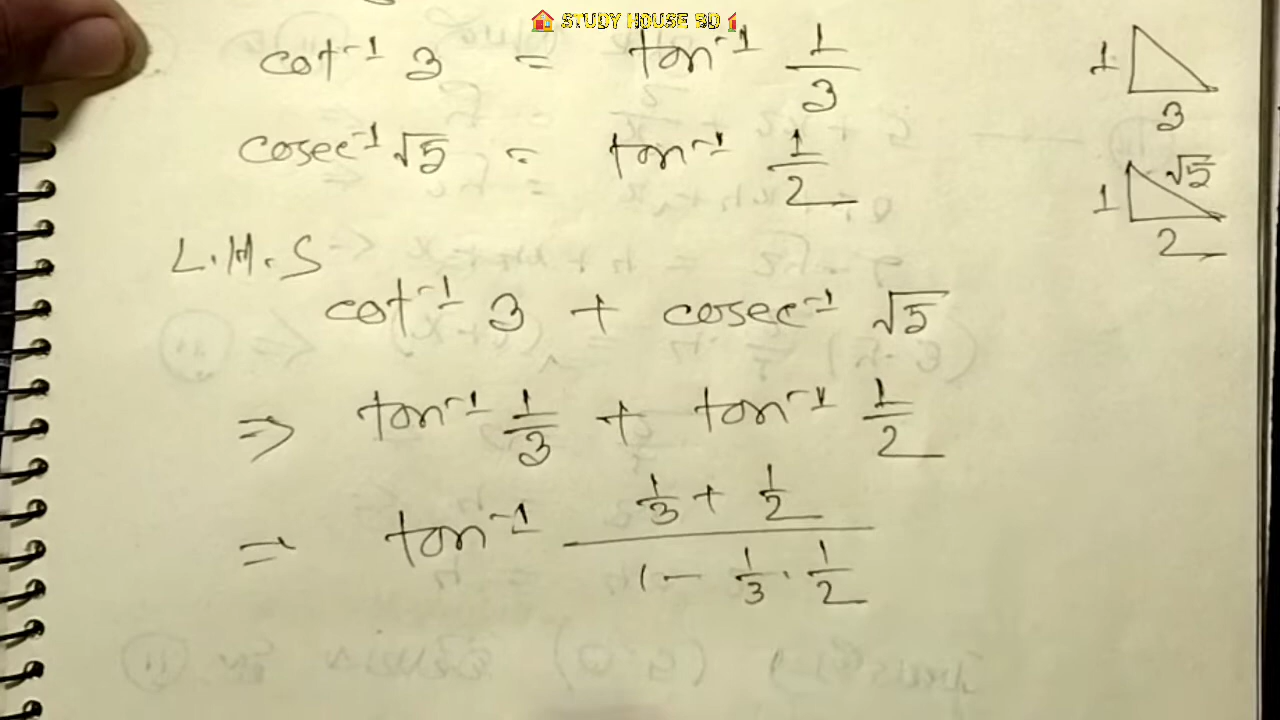 🏠 STUDY HOUSE BD
cot⁻¹ 3 = tan⁻¹ 1/3
1
3
cosec⁻¹ √5 = tan⁻¹ 1/2
1 √5
2
L.H.S
cot⁻¹ 3 + cosec⁻¹ √5
⇒ tan⁻¹ 1/3 + tan⁻¹ 1/2
= tan⁻¹ (1/3 + 1/2)/(1 - 1/3 · 1/2)